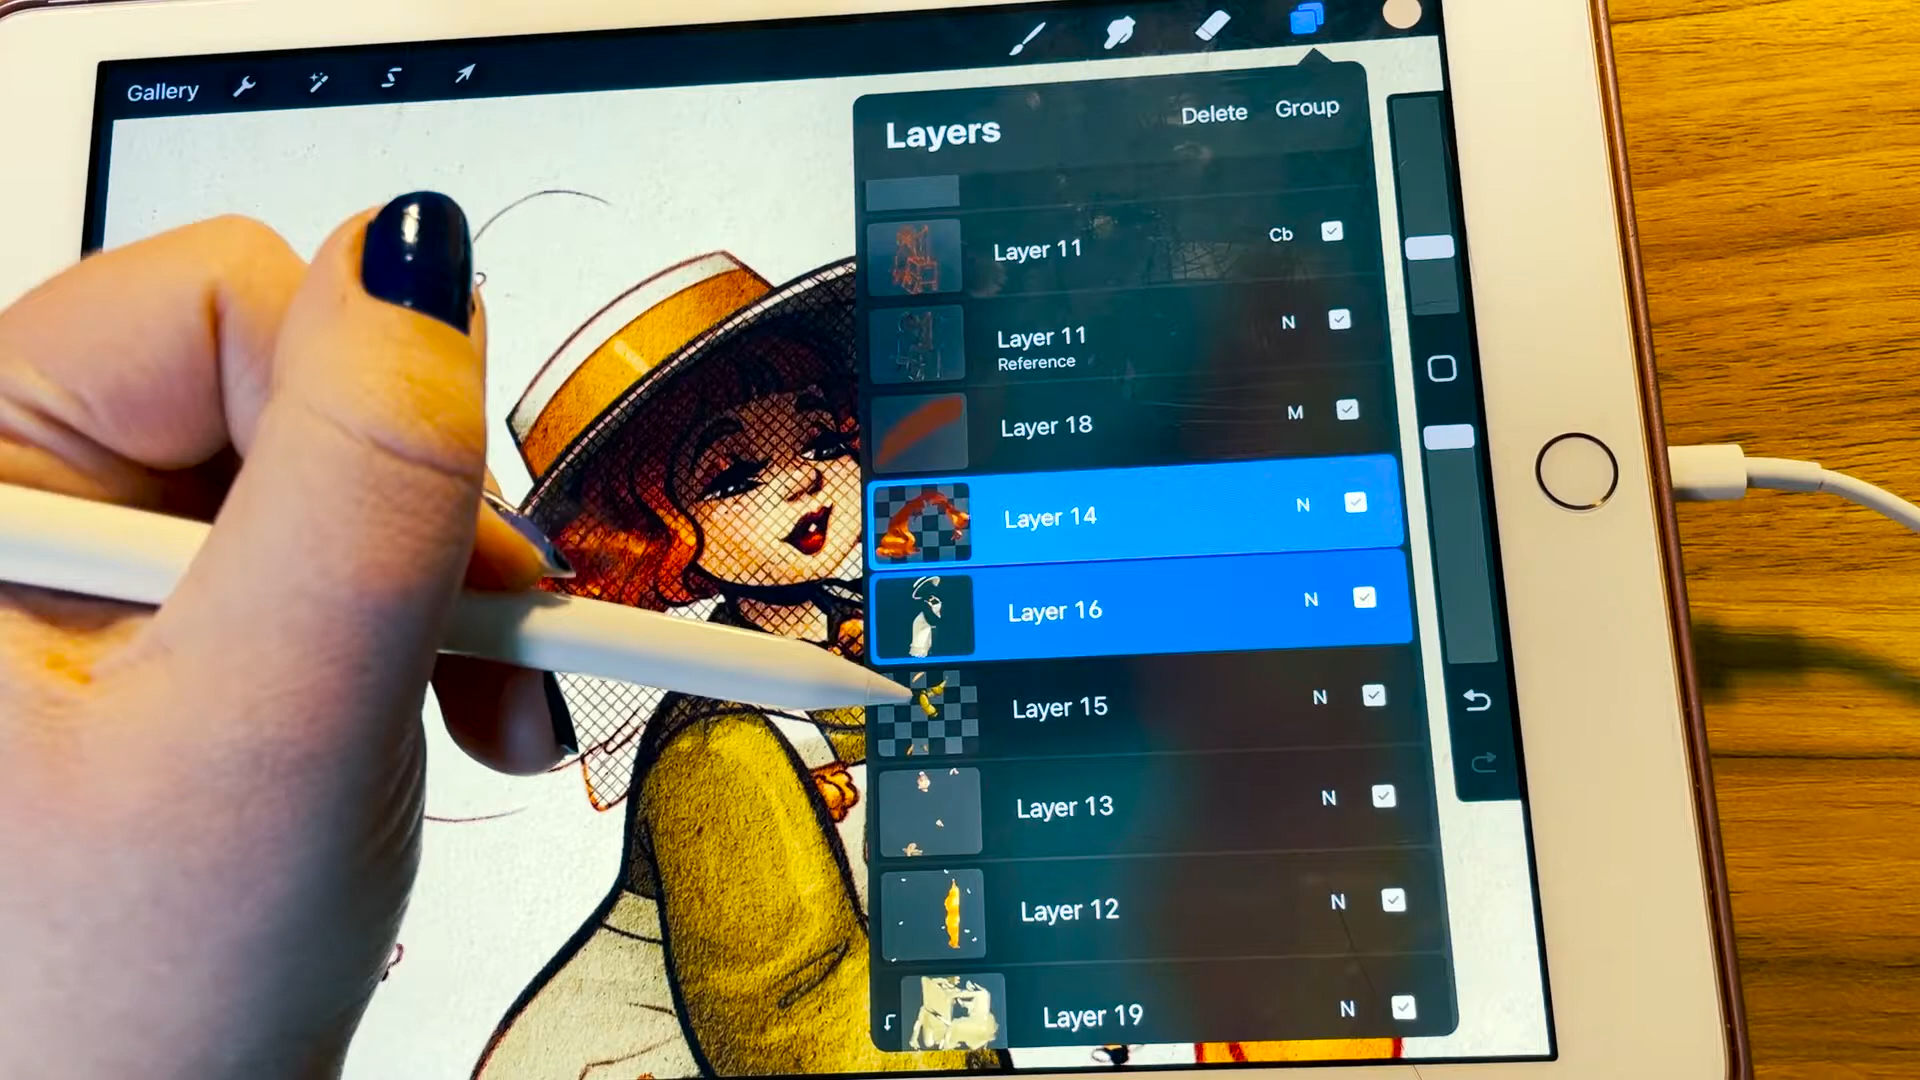 Gallery
Layers
Delete
Group
Layer 11
Cb
Layer 11
N
Reference
Layer 18
M
Layer 14
N
Layer 16
N
Layer 15
N
Layer 13
N
Layer 12
N
Layer 19
N